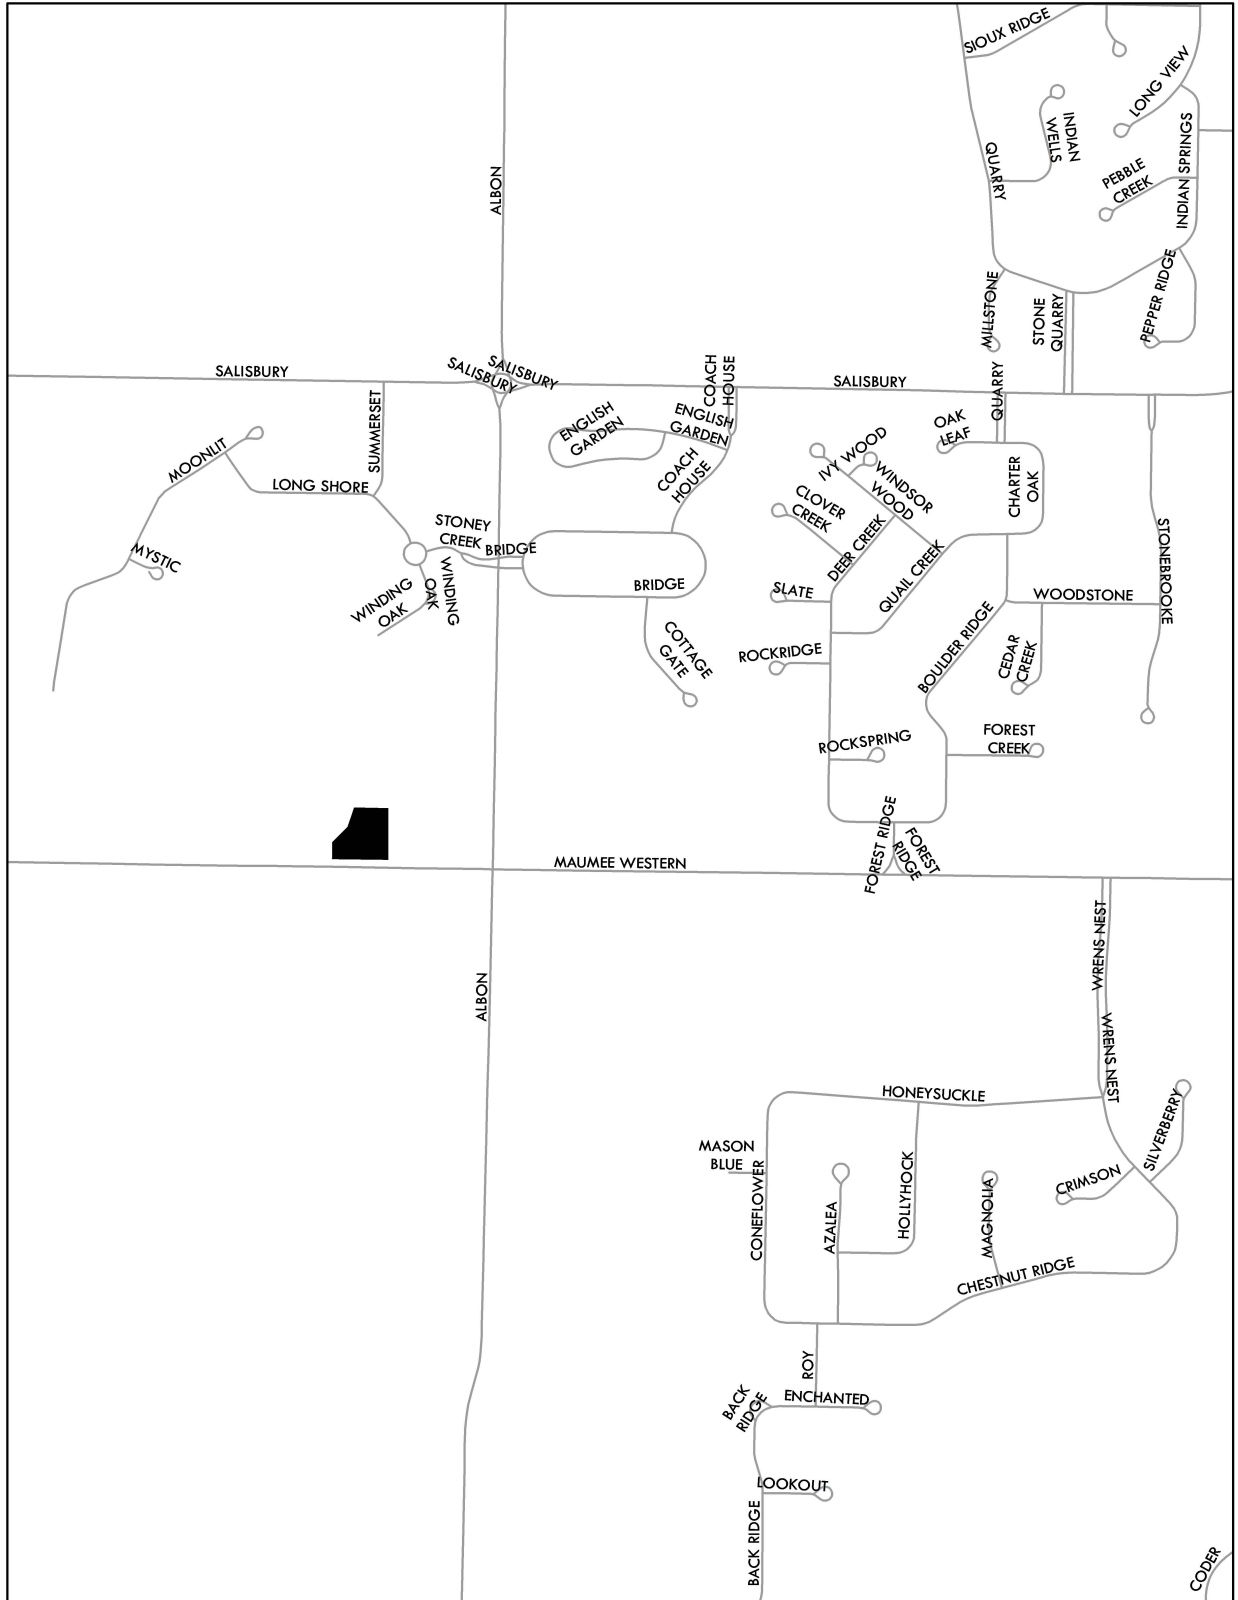 SIOUX RIDGE
LONG VIEW
INDIAN
WELLS
ALBON
QUARRY
PEBBLE
CREEK
INDIAN SPRINGS
MILLSTONE
STONE
QUARRY
PEPPER RIDGE
SALISBURY
SALISBURY
SALISBURY
COACH
HOUSE
SALISBURY
QUARRY
SUMMERSET
ENGLISH
GARDEN
ENGLISH
GARDEN
OAK
LEAF
MOONLIT
IVY WOOD
COACH
HOUSE
WINDSOR
WOOD
CHARTER
OAK
LONG SHORE
CLOVER
CREEK
STONEY
CREEK
BRIDGE
DEER CREEK
QUAIL CREEK
STONEBROOKE
MYSTIC
WINDING
OAK
WINDING
OAK
BRIDGE
SLATE
WOODSTONE
COTTAGE
GATE
ROCKRIDGE
BOULDER RIDGE
CEDAR
CREEK
ROCKSPRING
FOREST
CREEK
FOREST RIDGE
FOREST
RIDGE
MAUMEE WESTERN
WRENS NEST
ALBON
WRENS NEST
HONEYSUCKLE
SILVERBERRY
MASON
BLUE
CONEFLOWER
AZALEA
HOLLYHOCK
MAGNOLIA
CRIMSON
CHESTNUT RIDGE
ROY
BACK
RIDGE
ENCHANTED
LOOKOUT
BACK RIDGE
CODER